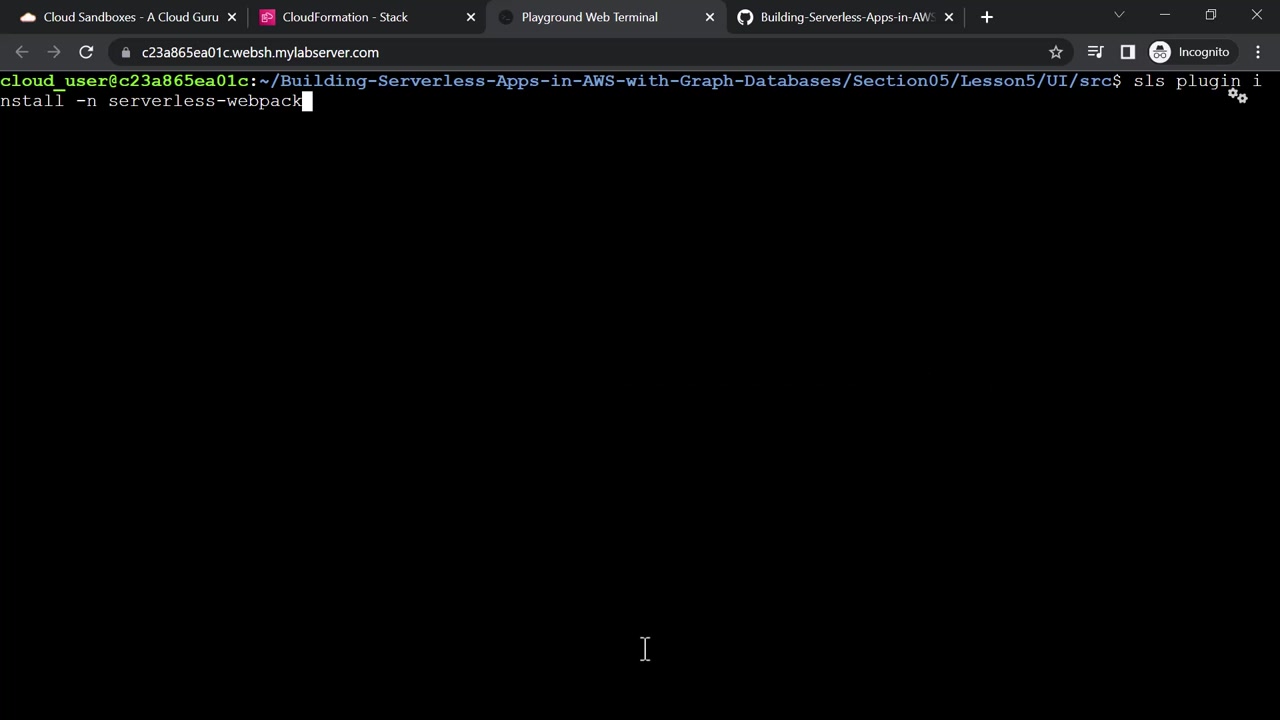 Cloud Sandboxes - A Cloud Guru
CloudFormation - Stack
Playground Web Terminal
Building-Serverless-Apps-in-AWS
c23a865ea01c.websh.mylabserver.com
Incognito
cloud_user@c23a865ea01c:~/Building-Serverless-Apps-in-AWS-with-Graph-Databases/Section05/Lesson5/UI/src$ sls plugin i
nstall -n serverless-webpack